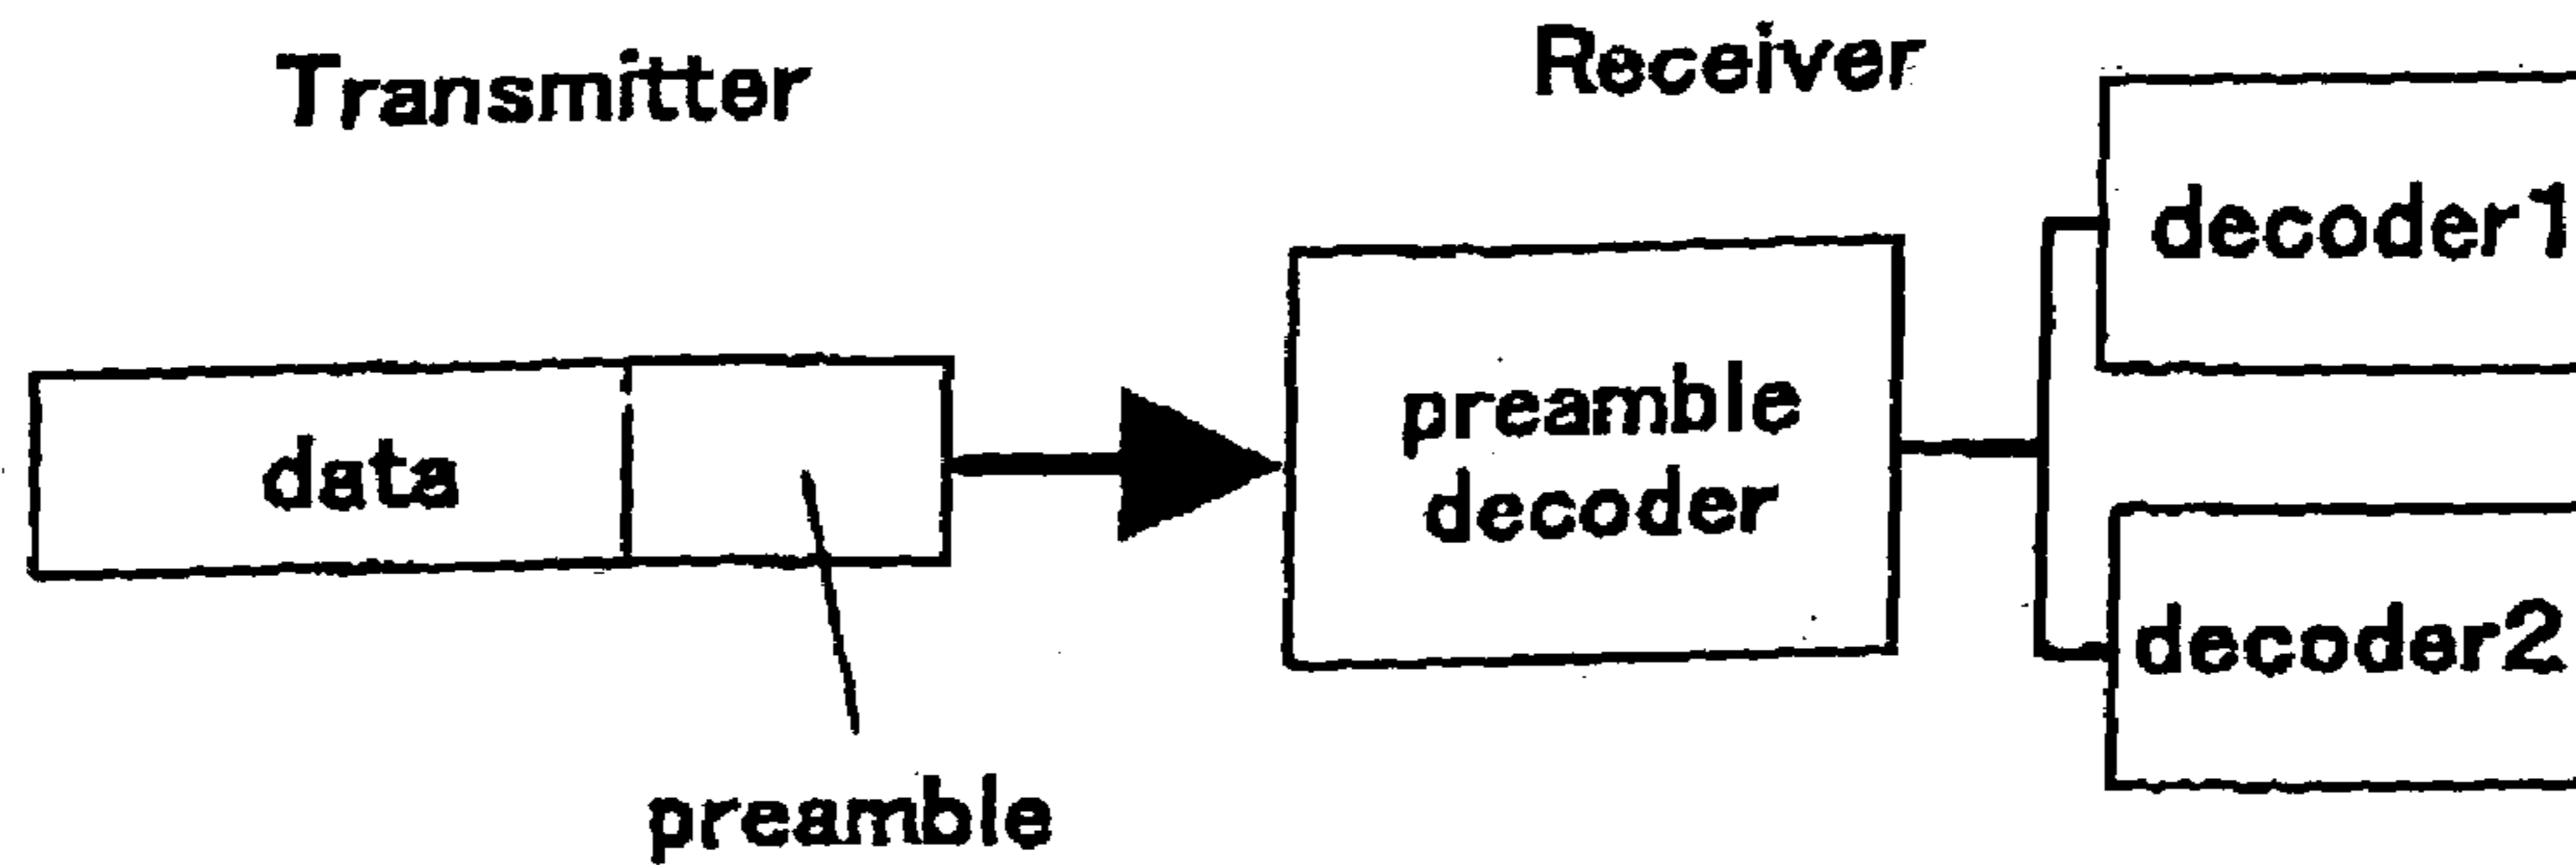 Transmitter
Receiver
data
preamble
preamble
decoder
decoder1
decoder2